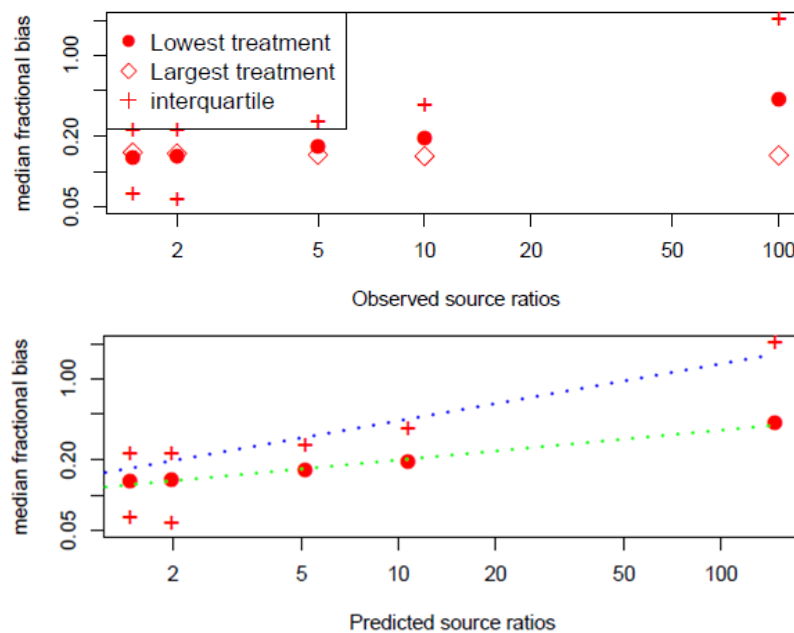 median fractional bias
1.00
0.20
0.05
Lowest treatment
Largest treatment
interquartile
2 5 10 20 50 100
Observed source ratios
median fractional bias
1.00
0.20
0.05
2 5 10 20 50 100
Predicted source ratios